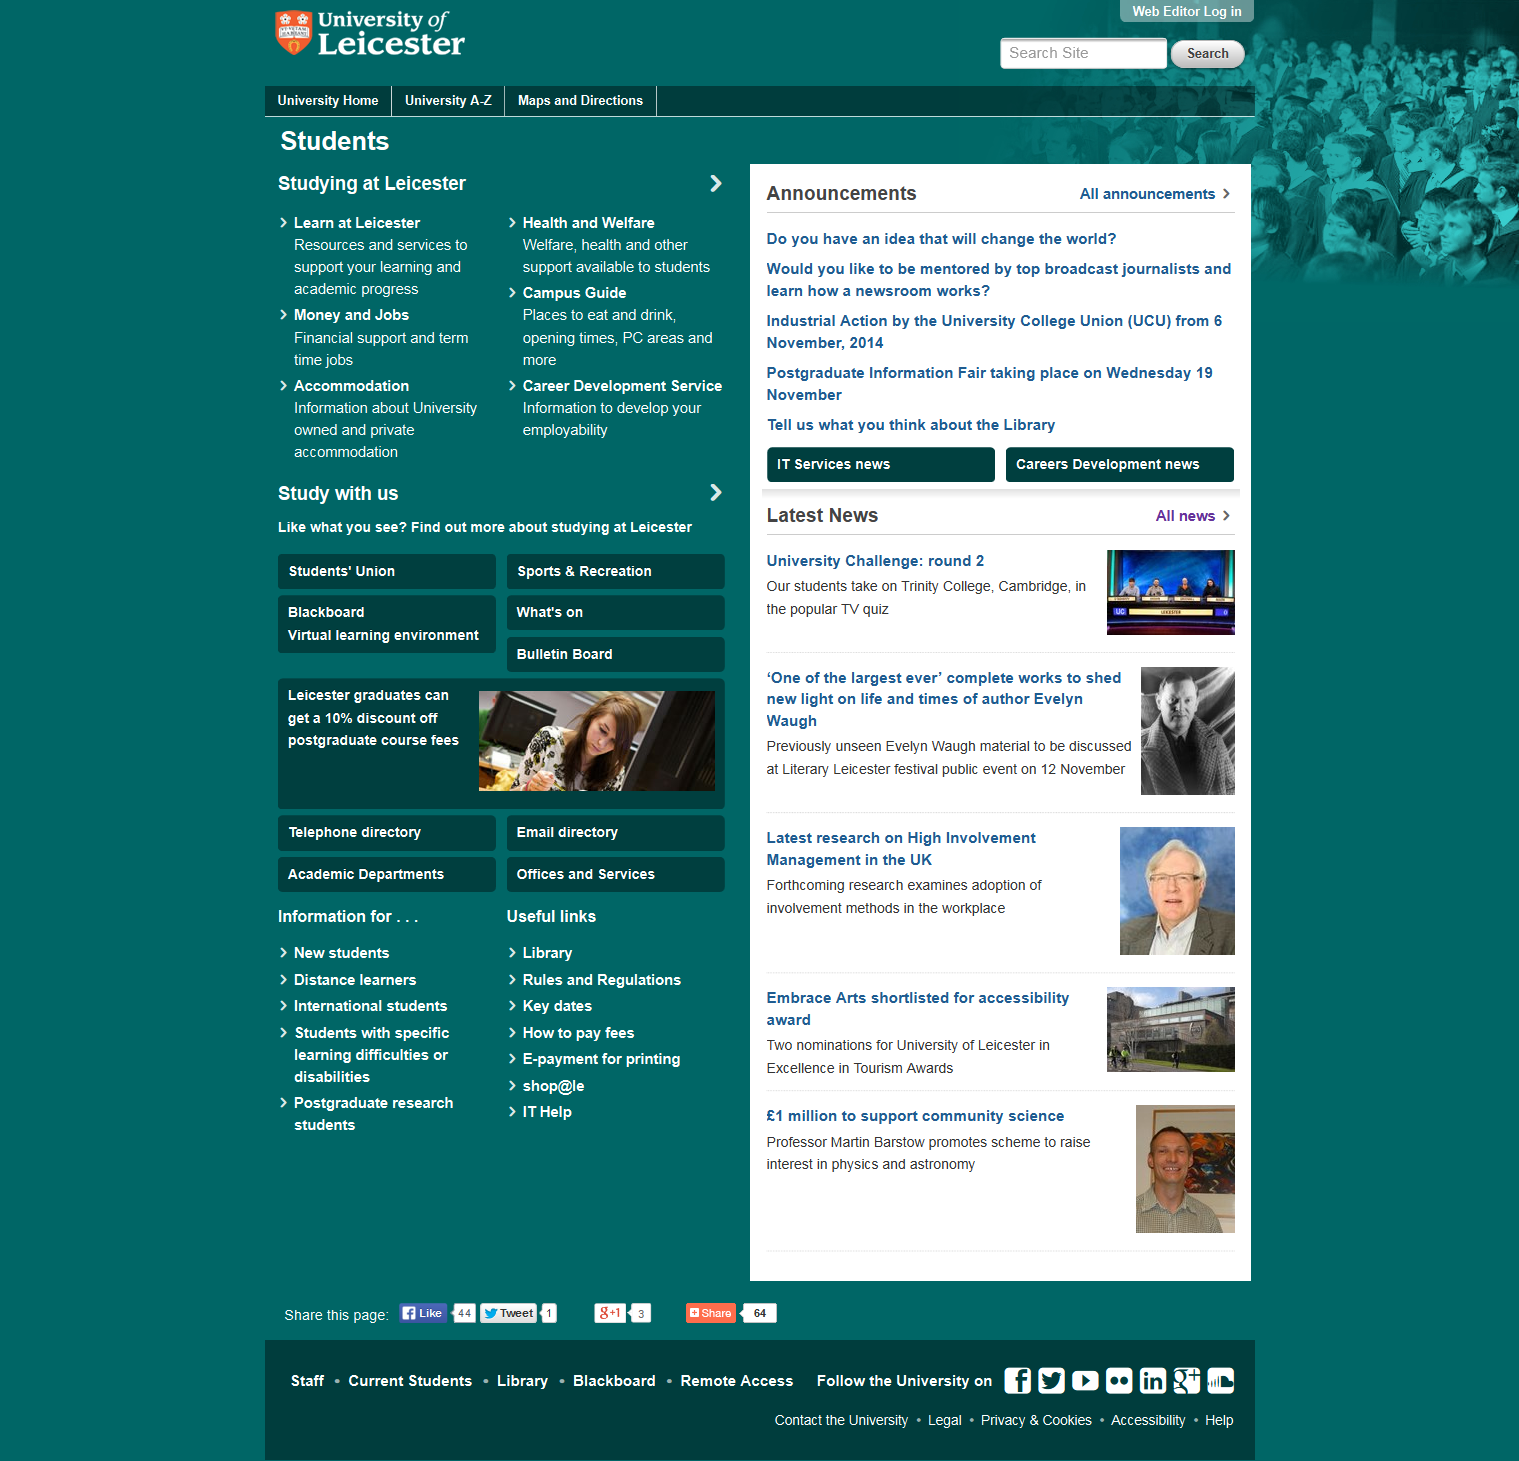 University of
Leicester
Web Editor Log in
Search Site
Search
University Home
University A-Z
Maps and Directions
Students
Studying at Leicester
Learn at Leicester
Resources and services to
support your learning and
academic progress
Money and Jobs
Financial support and term
time jobs
Accommodation
Information about University
owned and private
accommodation
Health and Welfare
Welfare, health and other
support available to students
Campus Guide
Places to eat and drink,
opening times, PC areas and
more
Career Development Service
Information to develop your
employability
Study with us
Like what you see? Find out more about studying at Leicester
Students' Union
Sports & Recreation
Blackboard
Virtual learning environment
What's on
Bulletin Board
Leicester graduates can
get a 10% discount off
postgraduate course fees
Telephone directory
Email directory
Academic Departments
Offices and Services
Information for . . .
New students
Distance learners
International students
Students with specific
learning difficulties or
disabilities
Postgraduate research
students
Useful links
Library
Rules and Regulations
Key dates
How to pay fees
E-payment for printing
shop@le
IT Help
Announcements
All announcements
Do you have an idea that will change the world?
Would you like to be mentored by top broadcast journalists and
learn how a newsroom works?
Industrial Action by the University College Union (UCU) from 6
November, 2014
Postgraduate Information Fair taking place on Wednesday 19
November
Tell us what you think about the Library
IT Services news
Careers Development news
Latest News
All news
University Challenge: round 2
Our students take on Trinity College, Cambridge, in
the popular TV quiz
UC
LEICESTER
0
‘One of the largest ever’ complete works to shed
new light on life and times of author Evelyn
Waugh
Previously unseen Evelyn Waugh material to be discussed
at Literary Leicester festival public event on 12 November
Latest research on High Involvement
Management in the UK
Forthcoming research examines adoption of
involvement methods in the workplace
Embrace Arts shortlisted for accessibility
award
Two nominations for University of Leicester in
Excellence in Tourism Awards
£1 million to support community science
Professor Martin Barstow promotes scheme to raise
interest in physics and astronomy
Share this page:
Like
44
Tweet
1
g+1
3
Share
64
Staff • Current Students • Library • Blackboard • Remote Access
Follow the University on
Contact the University • Legal • Privacy & Cookies • Accessibility • Help